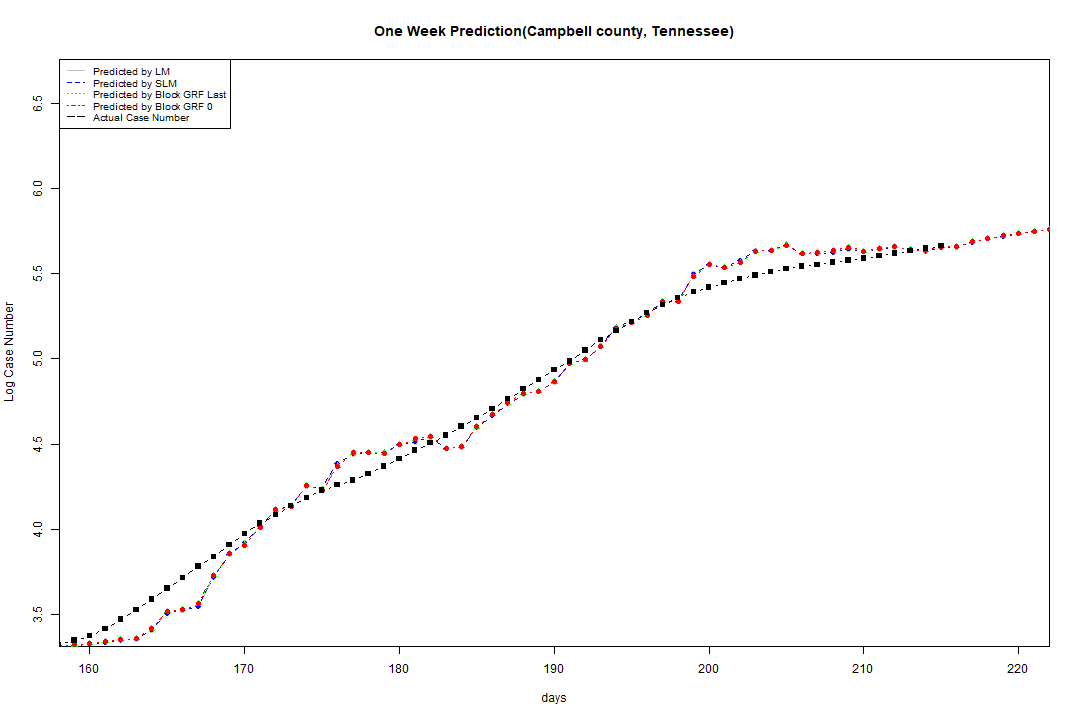 One Week Prediction(Campbell county, Tennessee)
Predicted by LM
Predicted by SLM
Predicted by Block GRF Last
Predicted by Block GRF 0
Actual Case Number
6.5
6.0
5.5
5.0
4.5
4.0
3.5
Log Case Number
160 170 180 190 200 210 220
days